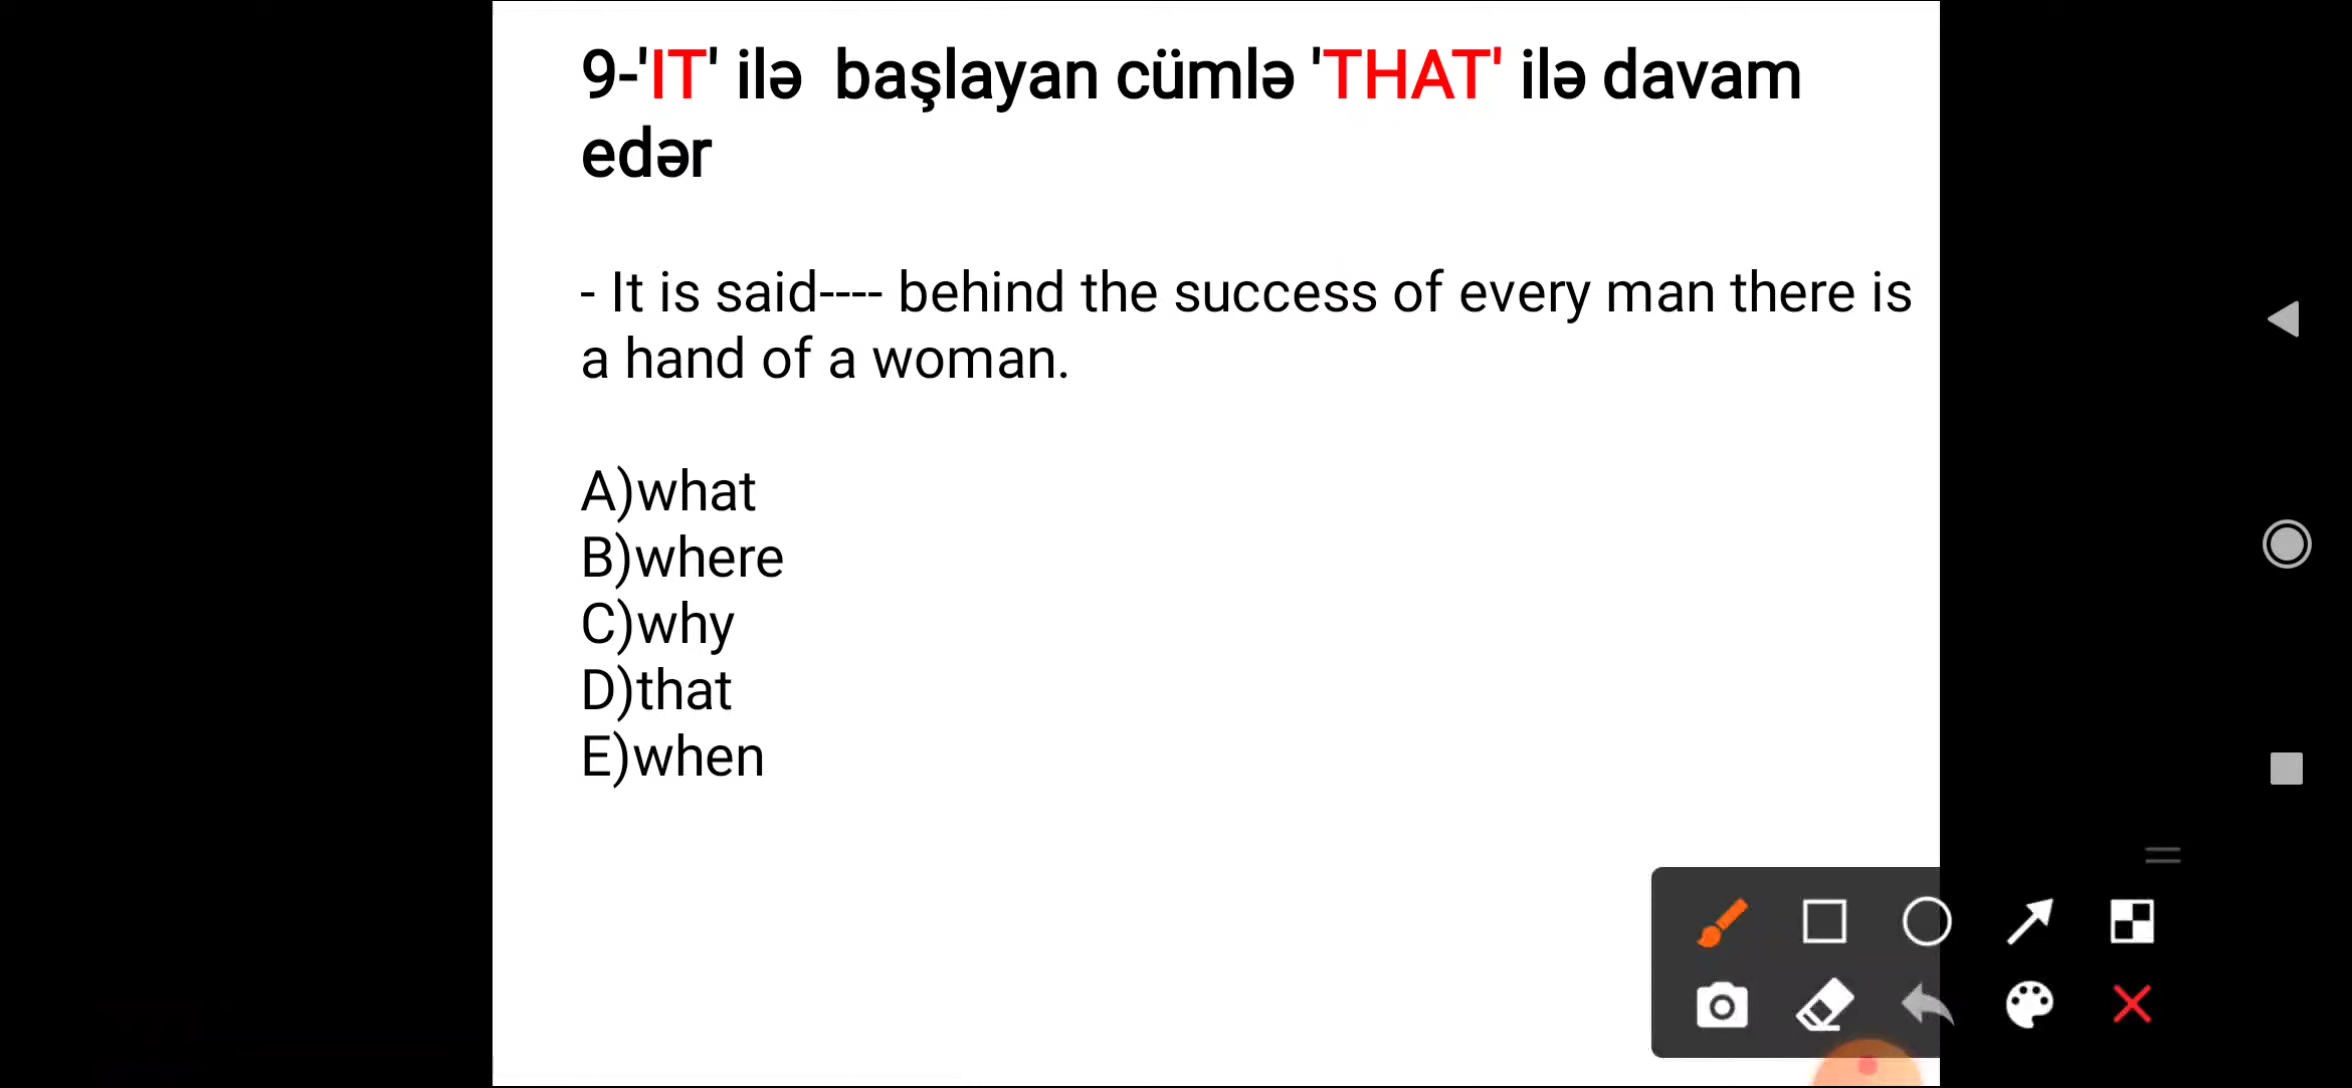 9-'IT' ilə başlayan cümlə 'THAT' ilə davam
edər
- It is said---- behind the success of every man there is
a hand of a woman.
A)what
B)where
C)why
D)that
E)when